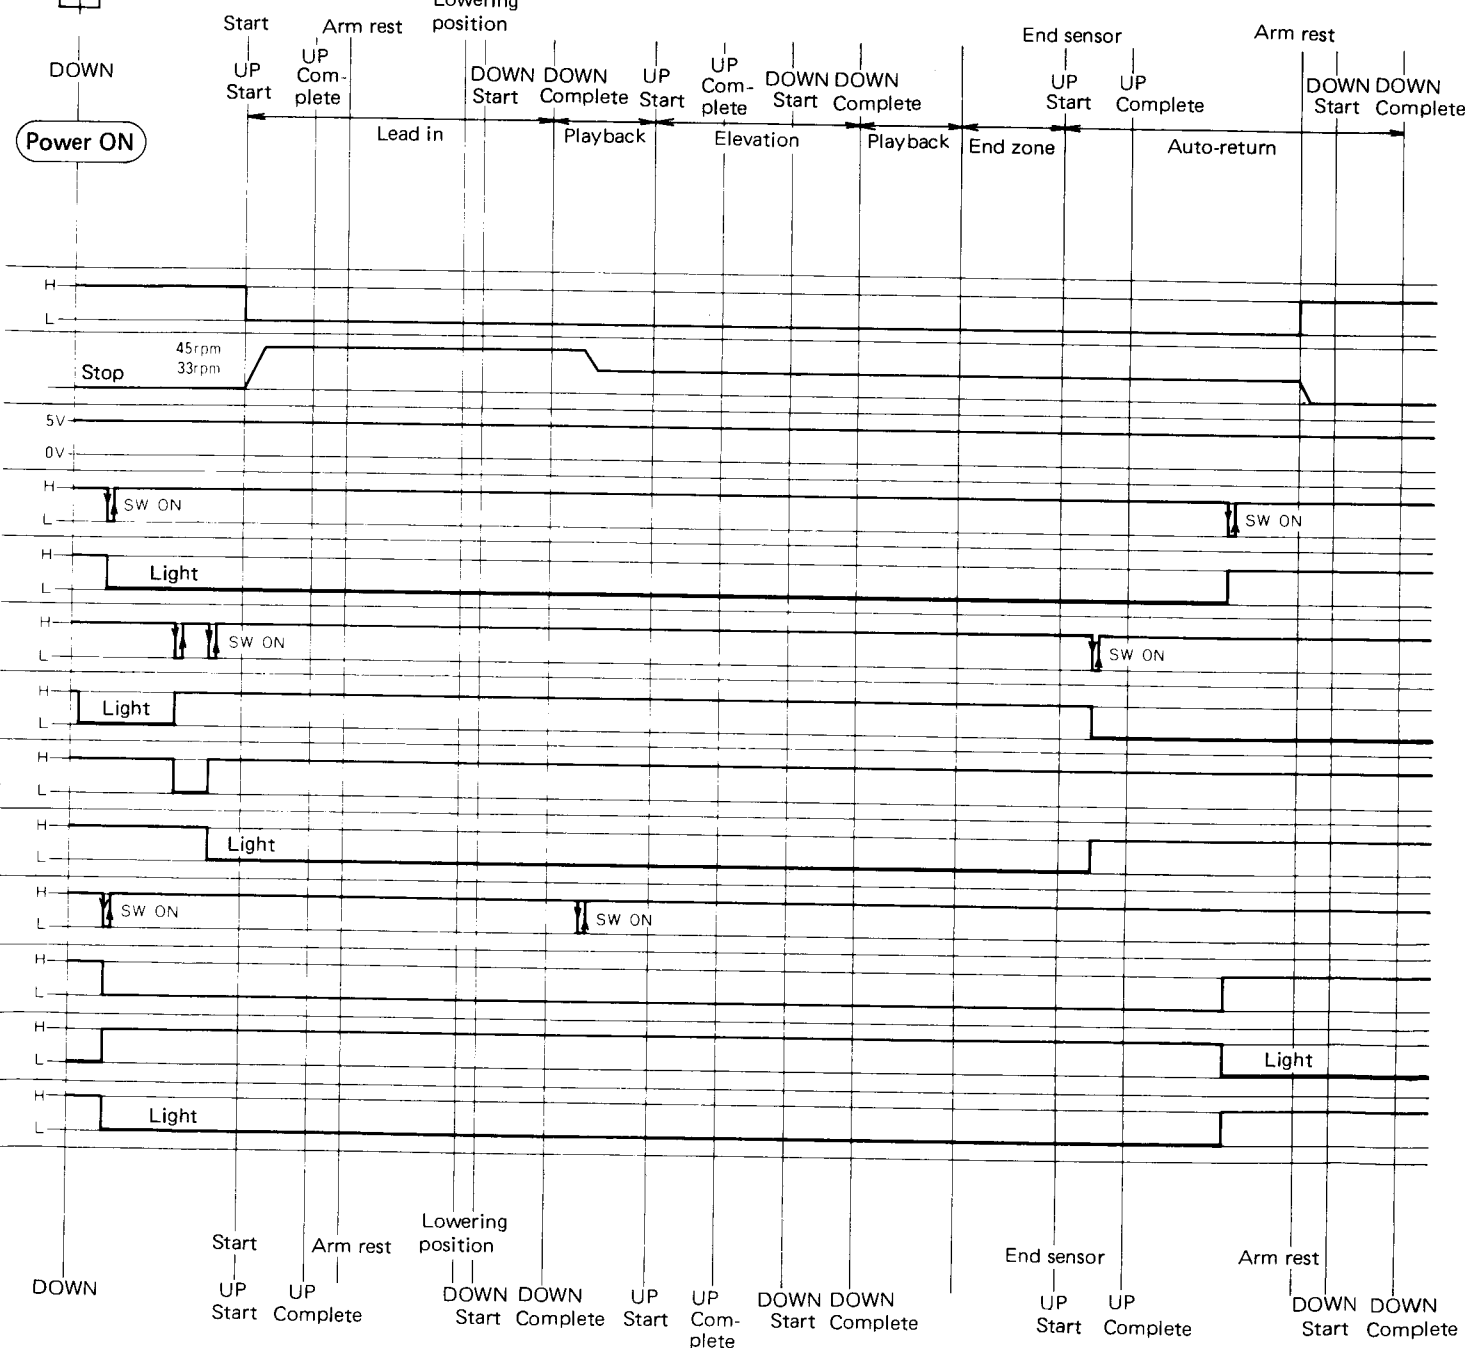 Lowering
Start Arm rest position End sensor Arm rest
DOWN UP UP DOWN DOWN UP UP DOWN DOWN UP UP DOWN DOWN
Start Com- Start Complete Start Com- Start Complete Start Complete Start Complete
plete plete
Power ON Lead in Playback Elevation Playback End zone Auto-return
H
L
45rpm
Stop 33rpm
5V
0V
H
SW ON SW ON
L
H
Light
L
H
SW ON SW ON
L
H
Light
L
H
L
H
Light
L
H
SW ON SW ON
L
H
L
H
L Light
H
Light
L
Lowering
Start Arm rest position End sensor Arm rest
DOWN UP UP DOWN DOWN UP UP DOWN DOWN UP UP DOWN DOWN
Start Complete Start Complete Start Com- Start Complete Start Complete Start Complete
plete